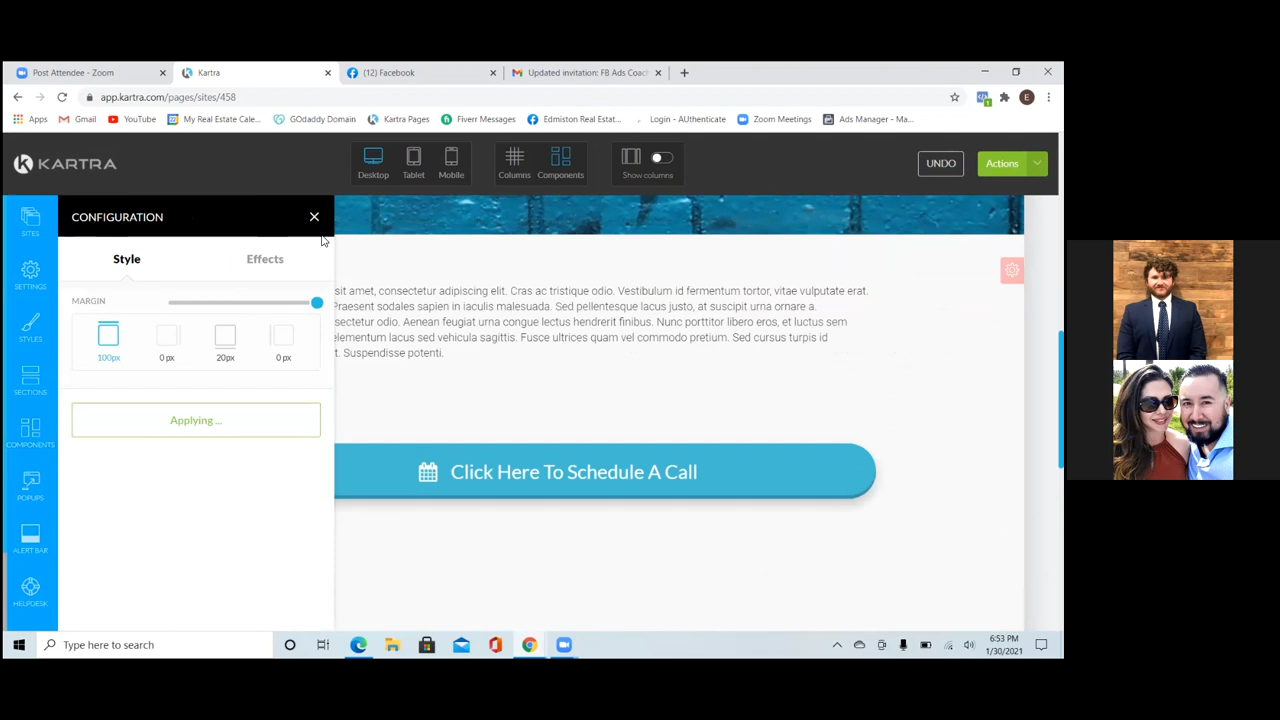 Post Attendee - Zoom
Kartra
(12) Facebook
Updated invitation: FB Ads Coac
app.kartra.com/pages/sites/458
E
Apps
Gmail
YouTube
My Real Estate Cale...
GOdaddy Domain
Kartra Pages
Fiverr Messages
Edmiston Real Estat...
Login - AUthenticate
Zoom Meetings
Ads Manager - Ma...
KARTRA
Desktop
Tablet
Mobile
Columns
Components
Show columns
UNDO
Actions
SITES
SETTINGS
STYLES
SECTIONS
COMPONENTS
POPUPS
ALERT BAR
HELPDESK
CONFIGURATION
Style
Effects
MARGIN
100px
0 px
20px
0 px
Applying ...
sit amet, consectetur adipiscing elit. Cras ac tristique odio. Vestibulum id fermentum tortor, vitae vulputate erat.
Praesent sodales sapien in iaculis malesuada. Sed pellentesque lacus justo, at suscipit urna ornare a.
sectetur odio. Aenean feugiat urna congue lectus hendrerit finibus. Nunc porttitor libero eros, et luctus sem
elementum lacus sed vehicula sagittis. Fusce ultrices quam vel commodo pretium. Sed cursus turpis id
t. Suspendisse potenti.
Click Here To Schedule A Call
Type here to search
6:53 PM
1/30/2021